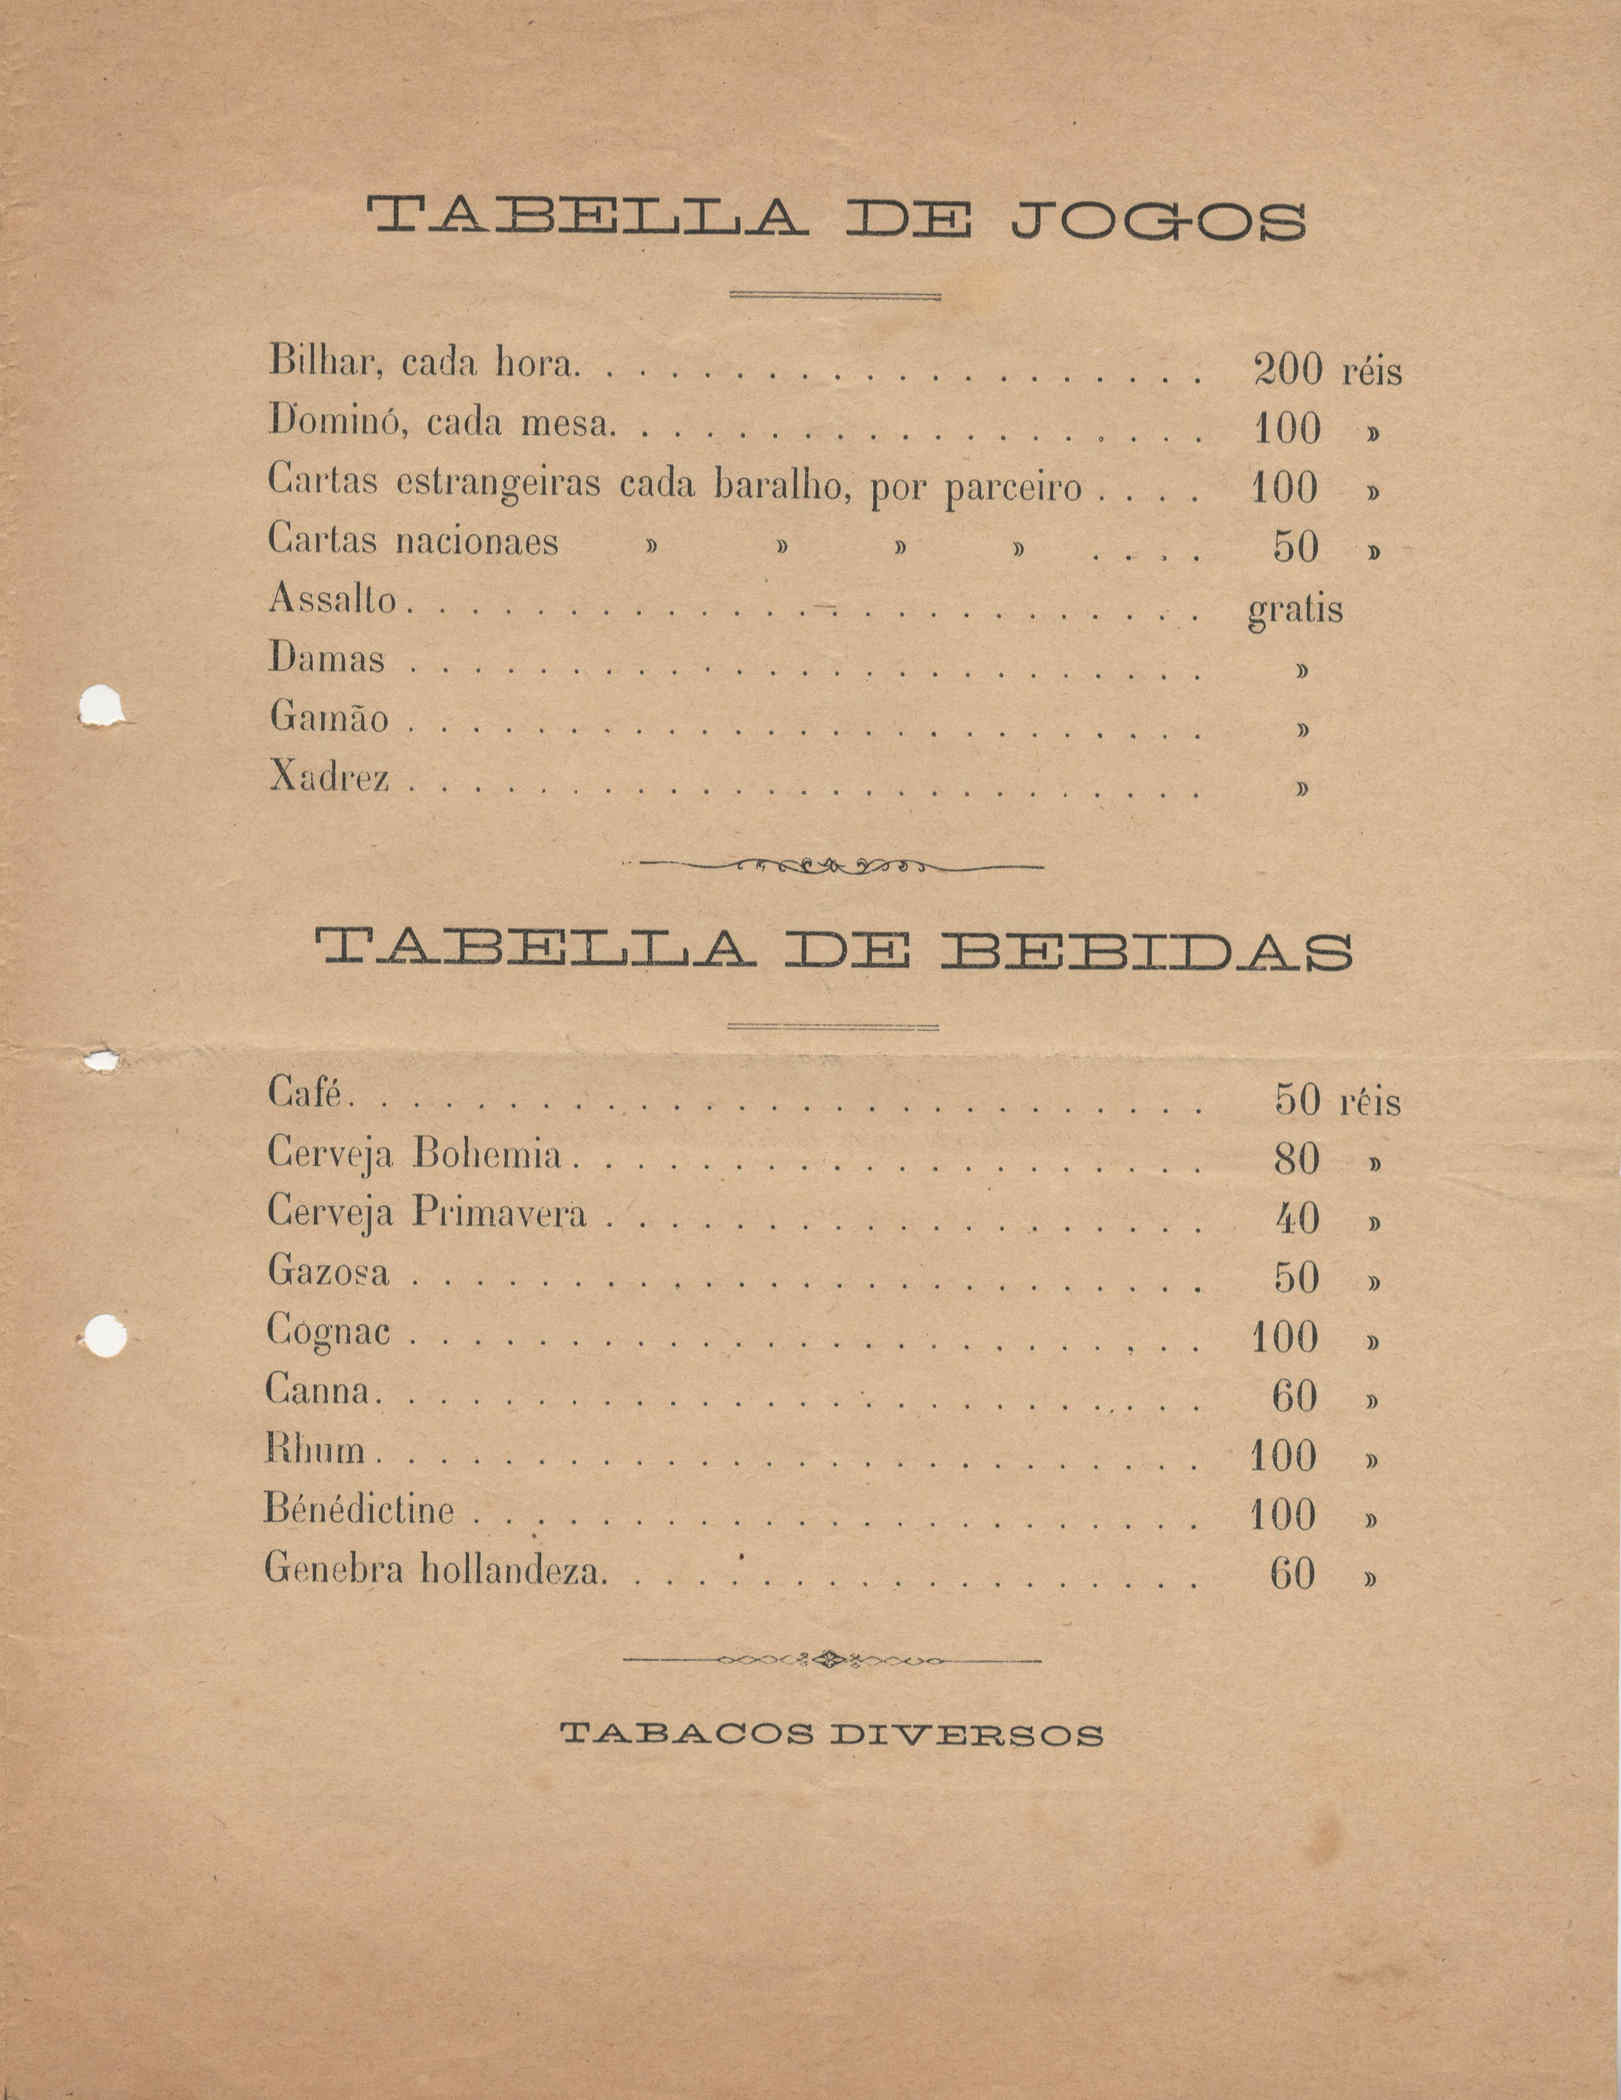 TABELLA DE JOGOS
Bilhar, cada hora. . . . . . . . . . . . . . . . . . . . 200 réis
Dominó, cada mesa. . . . . . . . . . . . . . . . . . . 100 »
Cartas estrangeiras cada baralho, por parceiro . . . . 100 »
Cartas nacionaes » » » » . . . . 50 »
Assalto. . . . . . . . . . . . . . . . . . . . . . . . . gratis
Damas . . . . . . . . . . . . . . . . . . . . . . . . . »
Gamão . . . . . . . . . . . . . . . . . . . . . . . . . »
Xadrez . . . . . . . . . . . . . . . . . . . . . . . . . »
TABELLA DE BEBIDAS
Café. . . . . . . . . . . . . . . . . . . . . . . . . . . 50 réis
Cerveja Bohemia. . . . . . . . . . . . . . . . . . . . 80 »
Cerveja Primavera . . . . . . . . . . . . . . . . . . . 40 »
Gazosa . . . . . . . . . . . . . . . . . . . . . . . . . 50 »
Cognac . . . . . . . . . . . . . . . . . . . . . . . . . 100 »
Canna. . . . . . . . . . . . . . . . . . . . . . . . . . 60 »
Rhum. . . . . . . . . . . . . . . . . . . . . . . . . . 100 »
Bénédictine . . . . . . . . . . . . . . . . . . . . . . . 100 »
Genebra hollandeza. . . . . . . . . . . . . . . . . . . 60 »
TABACOS DIVERSOS